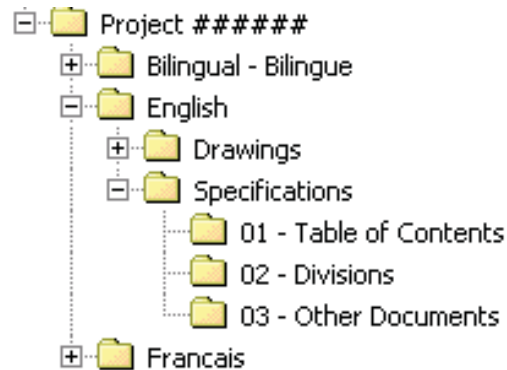 Project ######
Bilingual - Bilingue
English
Drawings
Specifications
01 - Table of Contents
02 - Divisions
03 - Other Documents
Francais